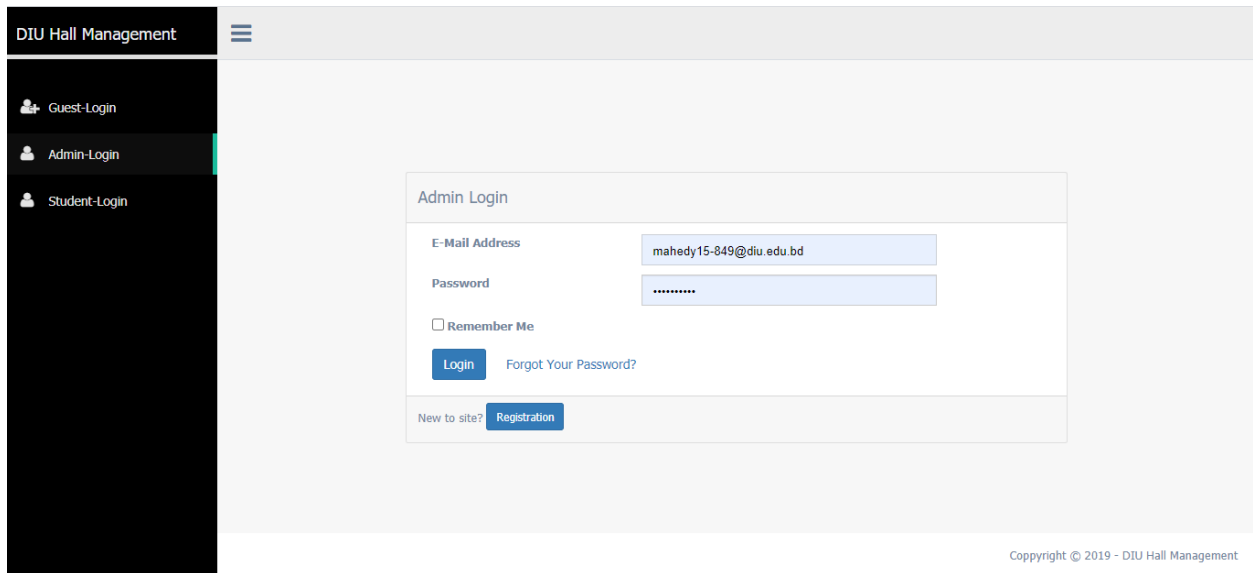 DIU Hall Management
Guest-Login
Admin-Login
Student-Login
Admin Login
E-Mail Address
mahedy15-849@diu.edu.bd
Password
••••••••••
Remember Me
Login Forgot Your Password?
New to site? Registration
Coppyright © 2019 - DIU Hall Management